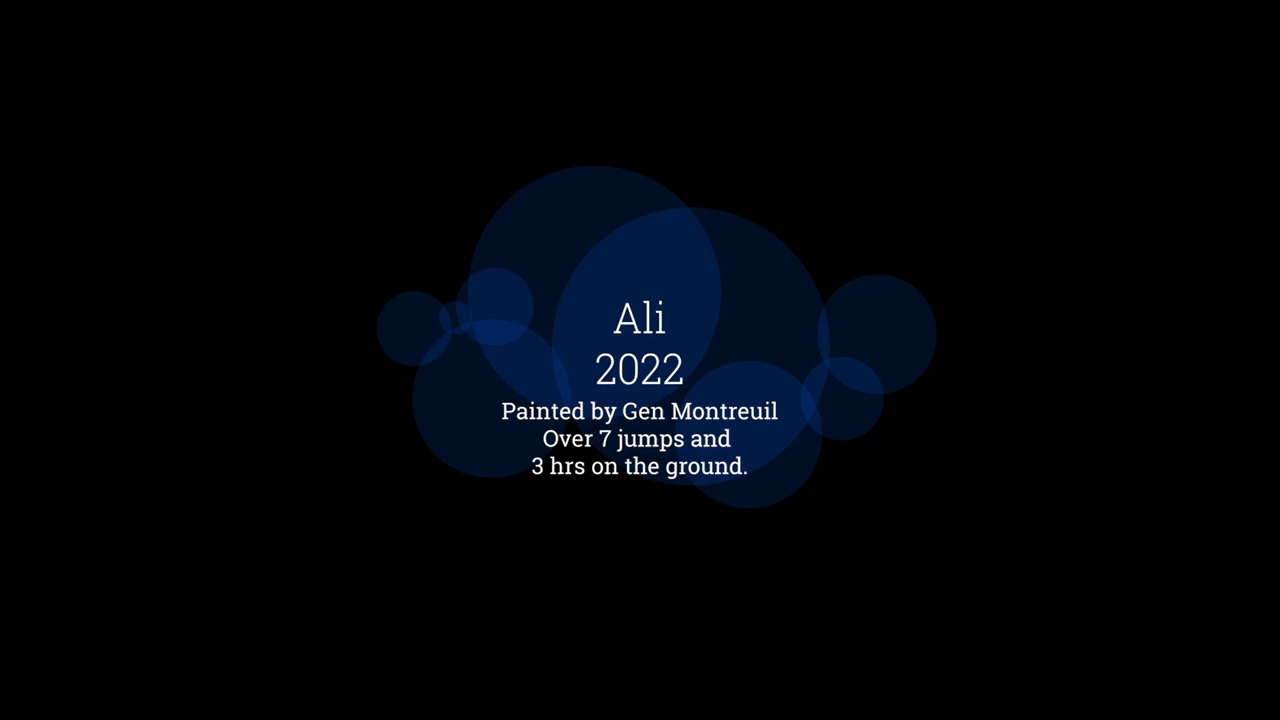 Ali
2022
Painted by Gen Montreuil
Over 7 jumps and
3 hrs on the ground.